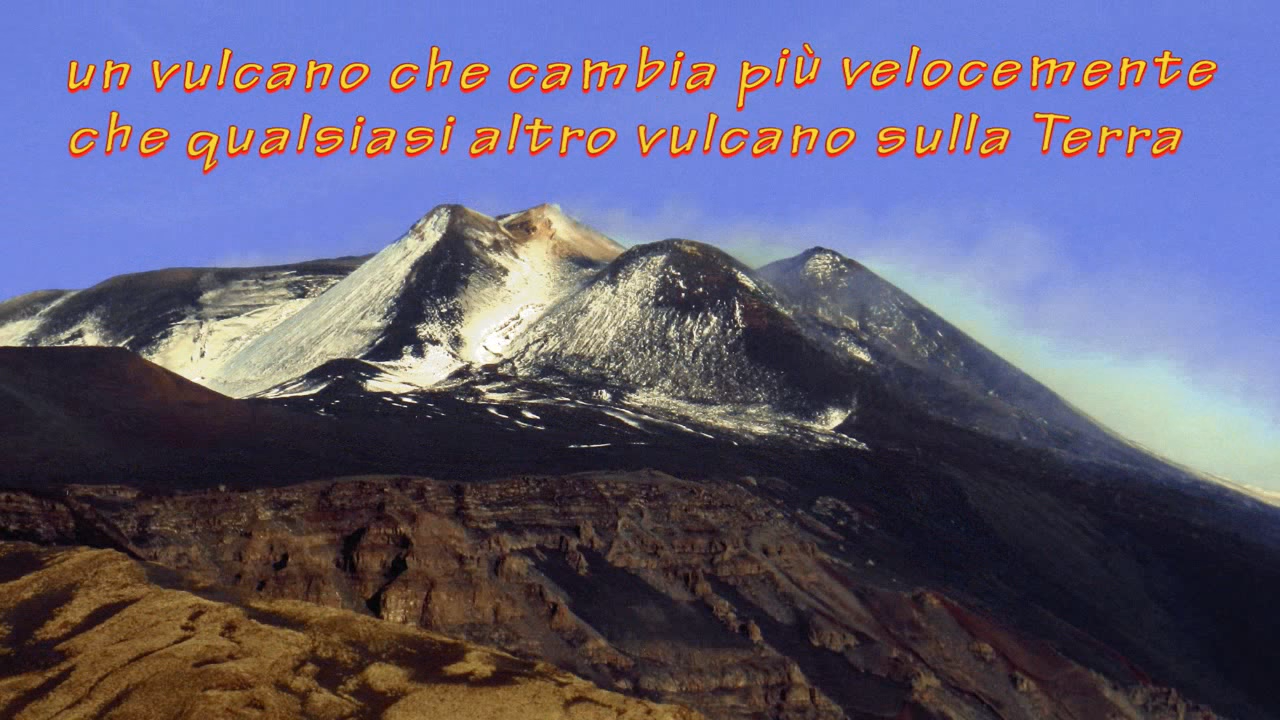 un vulcano che cambia più velocemente
che qualsiasi altro vulcano sulla Terra